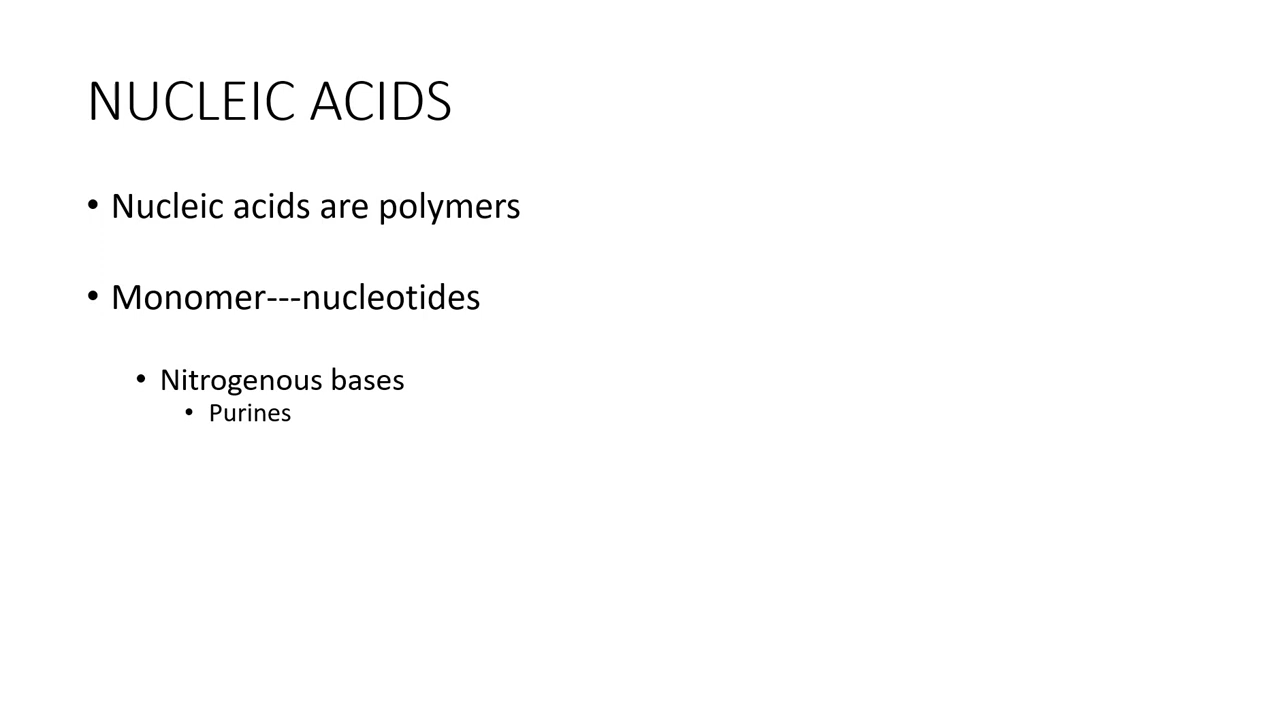 NUCLEIC ACIDS
• Nucleic acids are polymers
• Monomer---nucleotides
• Nitrogenous bases
• Purines